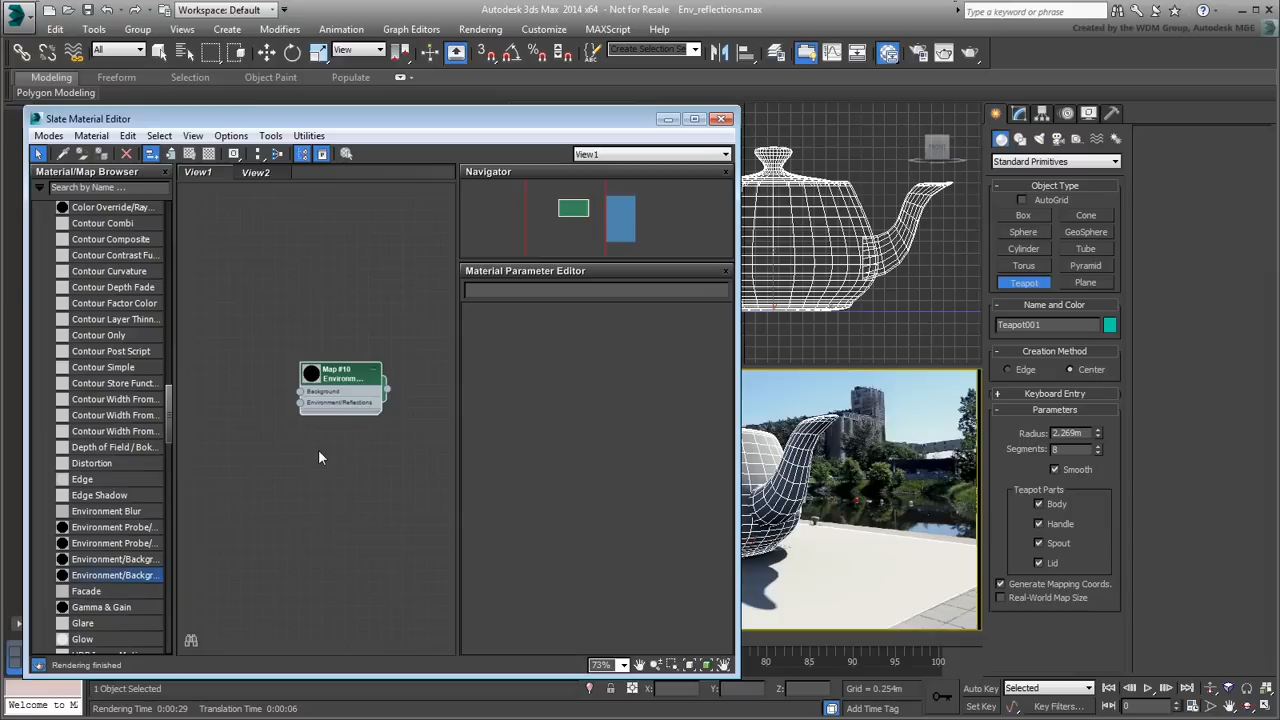 Workspace: Default
Autodesk 3ds Max 2014 x64 - Not for Resale   Env_reflections.max
Type a keyword or phrase
Edit Tools Group Views Create Modifiers Animation Graph Editors Rendering Customize MAXScript Help
Created by the WDM Group, Autodesk M&E
All
View
Create Selection Se
Modeling Freeform Selection Object Paint Populate
Polygon Modeling
Slate Material Editor
Modes Material Edit Select View Options Tools Utilities
View1
Material/Map Browser
Search by Name ...
Color Override/Ray...
Contour Combi
Contour Composite
Contour Contrast Fu...
Contour Curvature
Contour Depth Fade
Contour Factor Color
Contour Layer Thinn...
Contour Only
Contour Post Script
Contour Simple
Contour Store Funct...
Contour Width From...
Contour Width From...
Contour Width From...
Depth of Field / Bok...
Distortion
Edge
Edge Shadow
Environment Blur
Environment Probe/...
Environment Probe/...
Environment/Backgr...
Environment/Backgr...
Facade
Gamma & Gain
Glare
Glow
View1 View2
Map #10
Environm...
Background
Environment/Reflections
Navigator
Material Parameter Editor
Rendering finished
73%
FRONT
Standard Primitives
- Object Type
AutoGrid
Box Cone
Sphere GeoSphere
Cylinder Tube
Torus Pyramid
Teapot Plane
- Name and Color
Teapot001
- Creation Method
Edge Center
+ Keyboard Entry
- Parameters
Radius: 2.269m
Segments: 8
Smooth
Teapot Parts
Body
Handle
Spout
Lid
Generate Mapping Coords.
Real-World Map Size
80 85 90 95 100
1 Object Selected
X: Y: Z: Grid = 0.254m
Auto Key Selected
Welcome to M
Rendering Time 0:00:29 Translation Time 0:00:06
Add Time Tag
Set Key Key Filters... 0